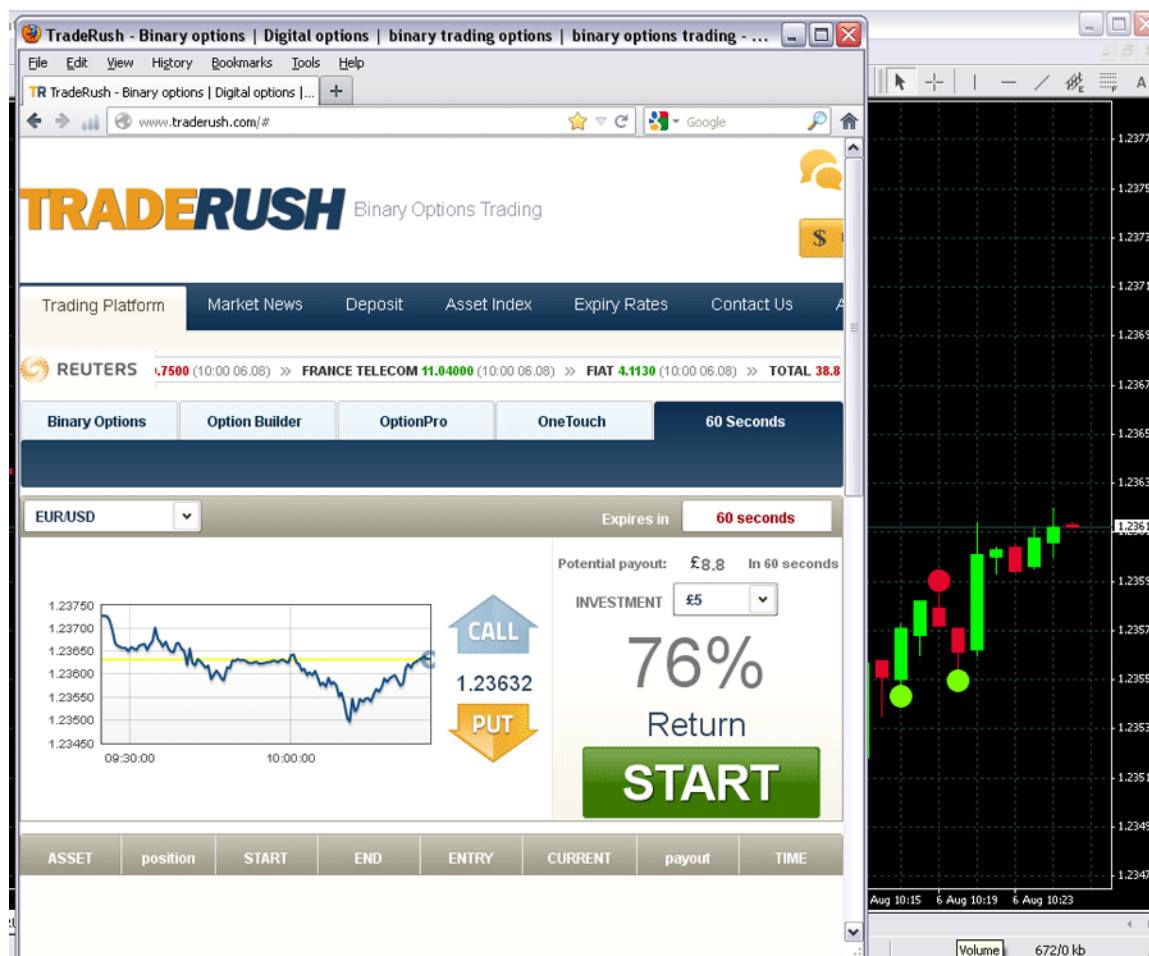 TradeRush - Binary options | Digital options | binary trading options | binary options trading - ...
File Edit View History Bookmarks Tools Help
TR TradeRush - Binary options | Digital options |... +
www.traderush.com/# Google
TRADERUSH Binary Options Trading
$
Trading Platform Market News Deposit Asset Index Expiry Rates Contact Us A
REUTERS .7500 (10:00 06.08) >> FRANCE TELECOM 11.04000 (10:00 06.08) >> FIAT 4.1130 (10:00 06.08) >> TOTAL 38.8
Binary Options Option Builder OptionPro OneTouch 60 Seconds
EUR/USD Expires in 60 seconds
Potential payout: £8.8 In 60 seconds
INVESTMENT £5
76%
Return
START
CALL
1.23632
PUT
1.23750
1.23700
1.23650
1.23600
1.23550
1.23500
1.23450
09:30:00 10:00:00
ASSET position START END ENTRY CURRENT payout TIME
E F A
1.2377
1.2375
1.2373
1.2371
1.2369
1.2367
1.2365
1.2363
1.2361
1.2359
1.2357
1.2355
1.2353
1.2351
1.2349
1.2347
Aug 10:15 6 Aug 10:19 6 Aug 10:23
Volume 672/0 kb